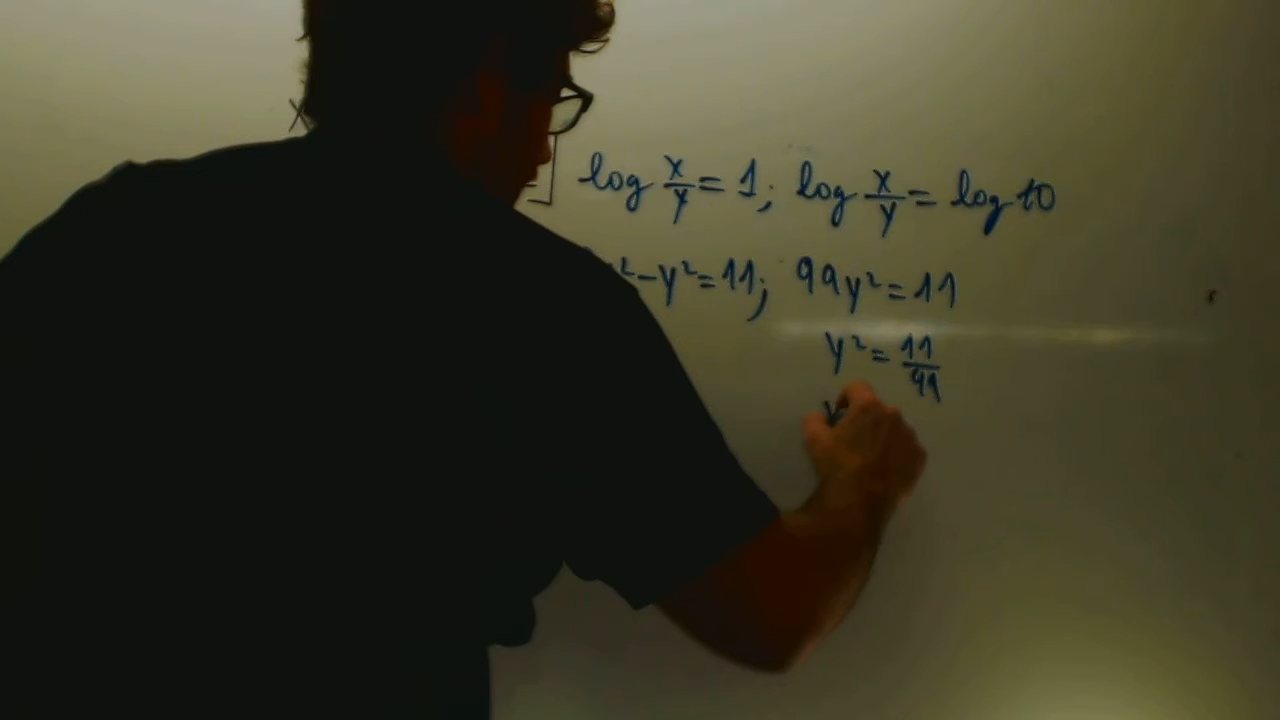 log x/y = 1; log x/y = log 10
² - y² = 11; 99y² = 11
y² = 11/99
y